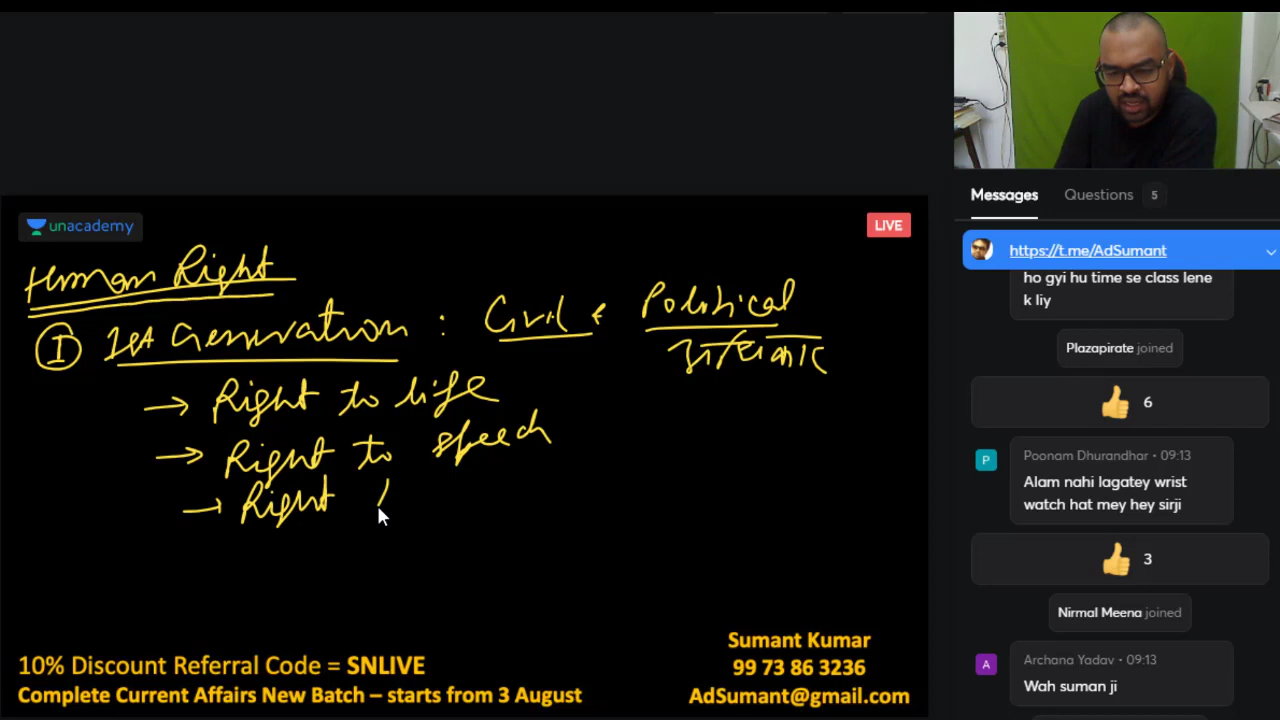 unacademy
LIVE
Human Right
① 1st Generation : Civil & Political
→ Right to life
→ Right to speech
→ Right
10% Discount Referral Code = SNLIVE
Complete Current Affairs New Batch – starts from 3 August
Sumant Kumar
99 73 86 3236
AdSumant@gmail.com
Messages
Questions 5
https://t.me/AdSumant
ho gyi hu time se class lene
k liy
Plazapirate joined
6
P
Poonam Dhurandhar • 09:13
Alam nahi lagatey wrist
watch hat mey hey sirji
3
Nirmal Meena joined
A
Archana Yadav • 09:13
Wah suman ji